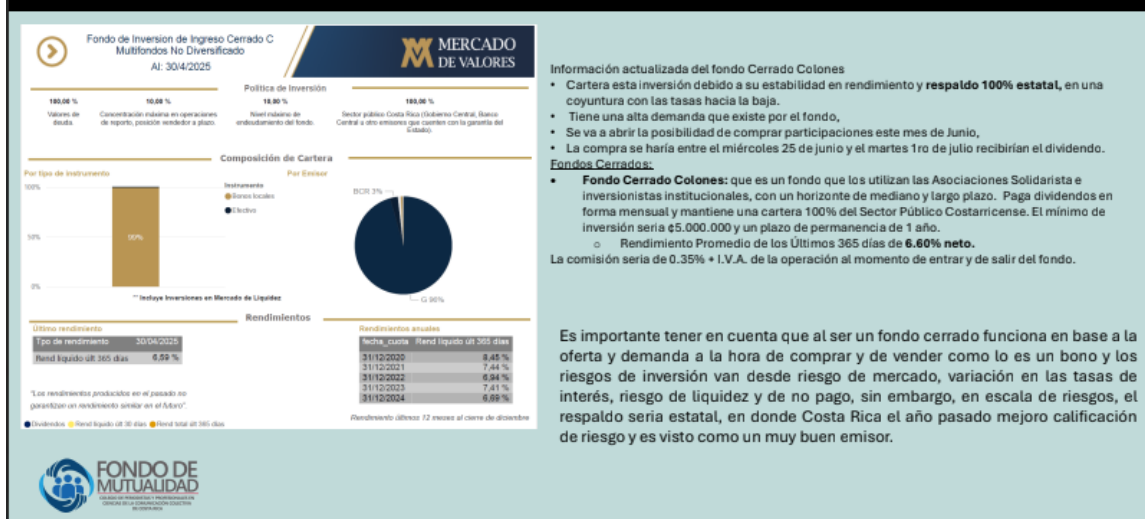 Fondo de Inversion de Ingreso Cerrado C
Multifondos No Diversificado
Al: 30/4/2025
MERCADO
DE VALORES
Política de Inversión
100,00 %
Valores de
deuda.
10,00 %
Concentración máxima en operaciones
de reporto, posición vendedor a plazo.
10,00 %
Nivel máximo de
endeudamiento del fondo.
100,00 %
Sector público Costa Rica (Gobierno Central, Banco
Central u otro emisores que cuenten con la garantía del
Estado).
Composición de Cartera
Por tipo de instrumento
Por Emisor
100%
50%
0%
99%
Instrumento
Bonos locales
Efectivo
BCR 3%
G 96%
** Incluye Inversiones en Mercado de Liquidez
Rendimientos
Último rendimiento
Tpo de rendimiento 30/04/2025
Rend líquido últ 365 días 6,59 %
"Los rendimientos producidos en el pasado no
garantizan un rendimiento similar en el futuro".
Dividendos Rend líquido últ 30 días Rend total últ 365 días
Rendimientos anuales
fecha_cuota Rend líquido últ 365 días
31/12/2020 8,45 %
31/12/2021 7,44 %
31/12/2022 6,94 %
31/12/2023 7,41 %
31/12/2024 6,69 %
Rendimiento últimos 12 meses al cierre de diciembre
Información actualizada del fondo Cerrado Colones
• Cartera esta inversión debido a su estabilidad en rendimiento y respaldo 100% estatal, en una
coyuntura con las tasas hacia la baja.
• Tiene una alta demanda que existe por el fondo,
• Se va a abrir la posibilidad de comprar participaciones este mes de Junio,
• La compra se haría entre el miércoles 25 de junio y el martes 1ro de julio recibirían el dividendo.
Fondos Cerrados:
• Fondo Cerrado Colones: que es un fondo que los utilizan las Asociaciones Solidarista e
inversionistas institucionales, con un horizonte de mediano y largo plazo. Paga dividendos en
forma mensual y mantiene una cartera 100% del Sector Público Costarricense. El mínimo de
inversión seria ¢5.000.000 y un plazo de permanencia de 1 año.
o Rendimiento Promedio de los Últimos 365 días de 6.60% neto.
La comisión seria de 0.35% + I.V.A. de la operación al momento de entrar y de salir del fondo.
Es importante tener en cuenta que al ser un fondo cerrado funciona en base a la
oferta y demanda a la hora de comprar y de vender como lo es un bono y los
riesgos de inversión van desde riesgo de mercado, variación en las tasas de
interés, riesgo de liquidez y de no pago, sin embargo, en escala de riesgos, el
respaldo seria estatal, en donde Costa Rica el año pasado mejoro calificación
de riesgo y es visto como un muy buen emisor.
FONDO DE
MUTUALIDAD
COLEGIO DE PERIODISTAS Y PROFESIONALES EN
CIENCIAS DE LA COMUNICACIÓN COLECTIVA
DE COSTA RICA